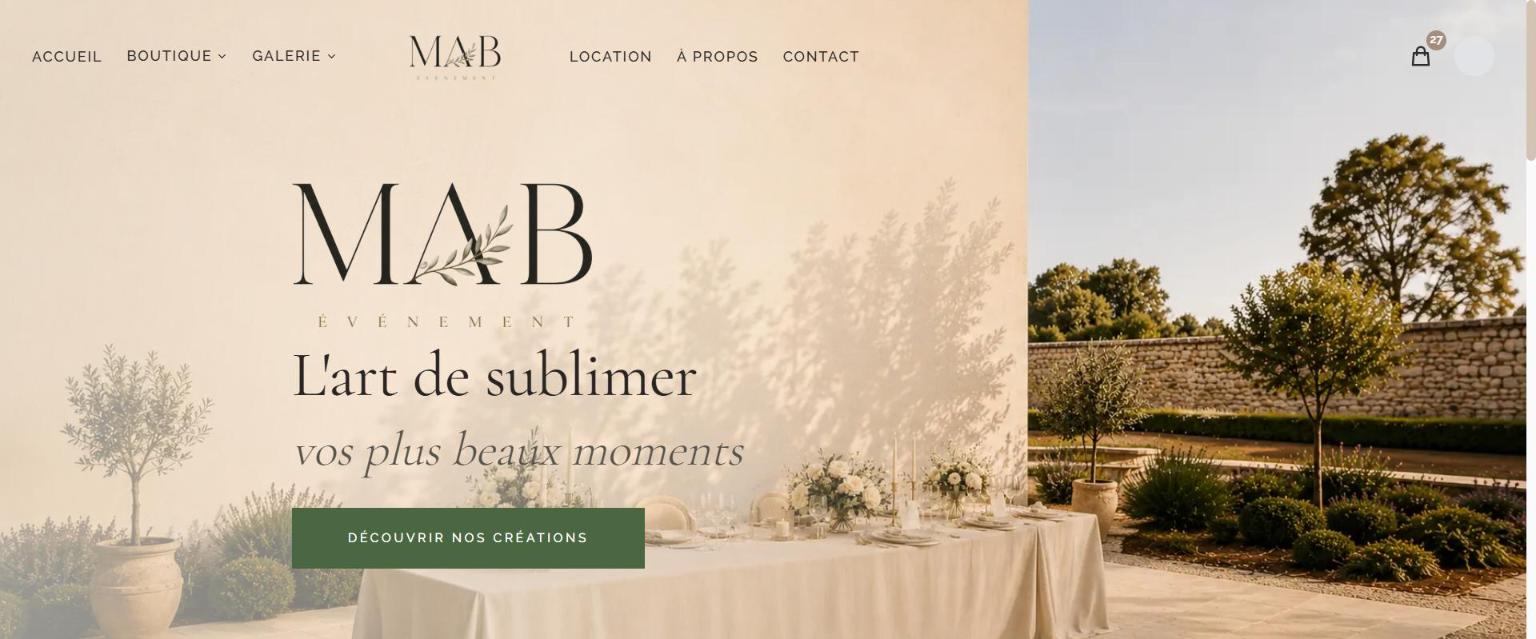 ACCUEIL BOUTIQUE GALERIE MAB LOCATION À PROPOS CONTACT 27
ÉVÉNEMENT
MAB
ÉVÉNEMENT
L'art de sublimer
vos plus beaux moments
DÉCOUVRIR NOS CRÉATIONS